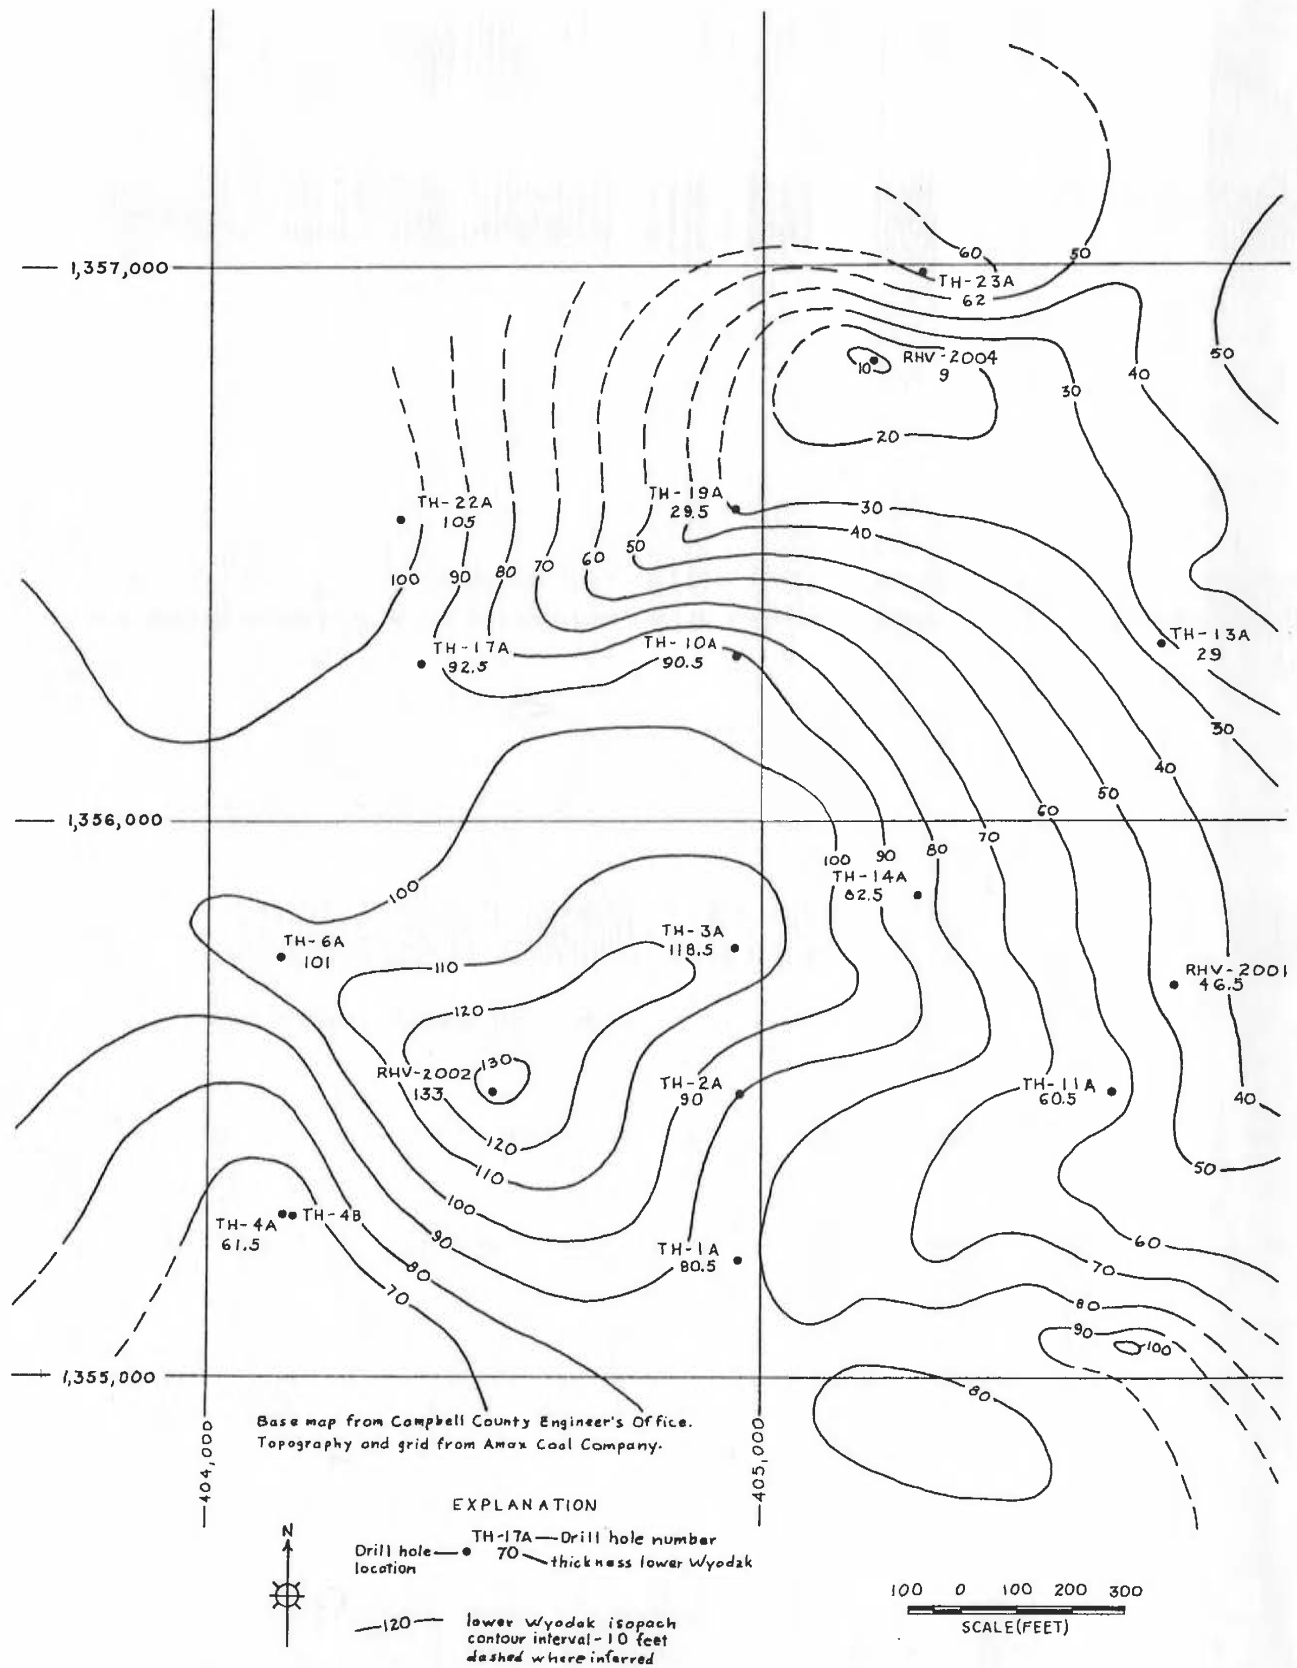 60
50
1,357,000
TH-23A
62
50
RHV-2004
9
10
40
30
20
TH-22A
105
TH-19A
29.5
30
40
50
60
70
80
90
100
TH-17A
92.5
TH-10A
90.5
TH-13A
29
30
40
50
60
1,356,000
70
80
90
100
TH-14A
82.5
100
TH-6A
101
TH-3A
118.5
110
RHV-2001
46.5
120
130
RHV-2002
133
TH-2A
90
TH-11A
60.5
40
120
110
50
100
TH-4A
TH-4B
61.5
90
TH-1A
80.5
60
80
70
70
80
90
100
1,355,000
80
Base map from Campbell County Engineer's Office.
Topography and grid from Amax Coal Company.
404,000
405,000
EXPLANATION
N
Drill hole
location
TH-17A
Drill hole number
70
thickness lower Wyodak
120
lower Wyodak isopach
contour interval-10 feet
dashed where inferred
100 0 100 200 300
SCALE(FEET)